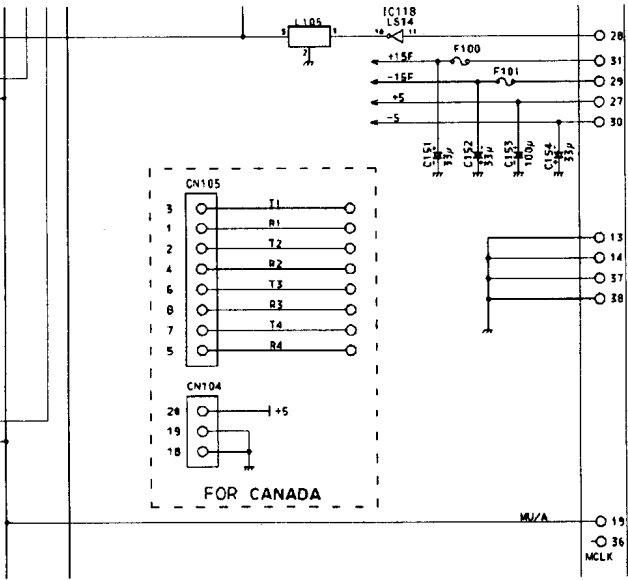 IC118
L105 LS14
3 1 10 11 28
2
+15F F100 31
-15F F101 29
+5 27
-5 30
C151 33μ C152 33μ C153 100μ C154 33μ
CN105
3 T1
1 R1 13
2 T2 14
4 R2 37
6 T3 38
8 R3
7 T4
5 R4
CN104
20 +5
19
18
FOR CANADA
MU/A 19
36
MCLK